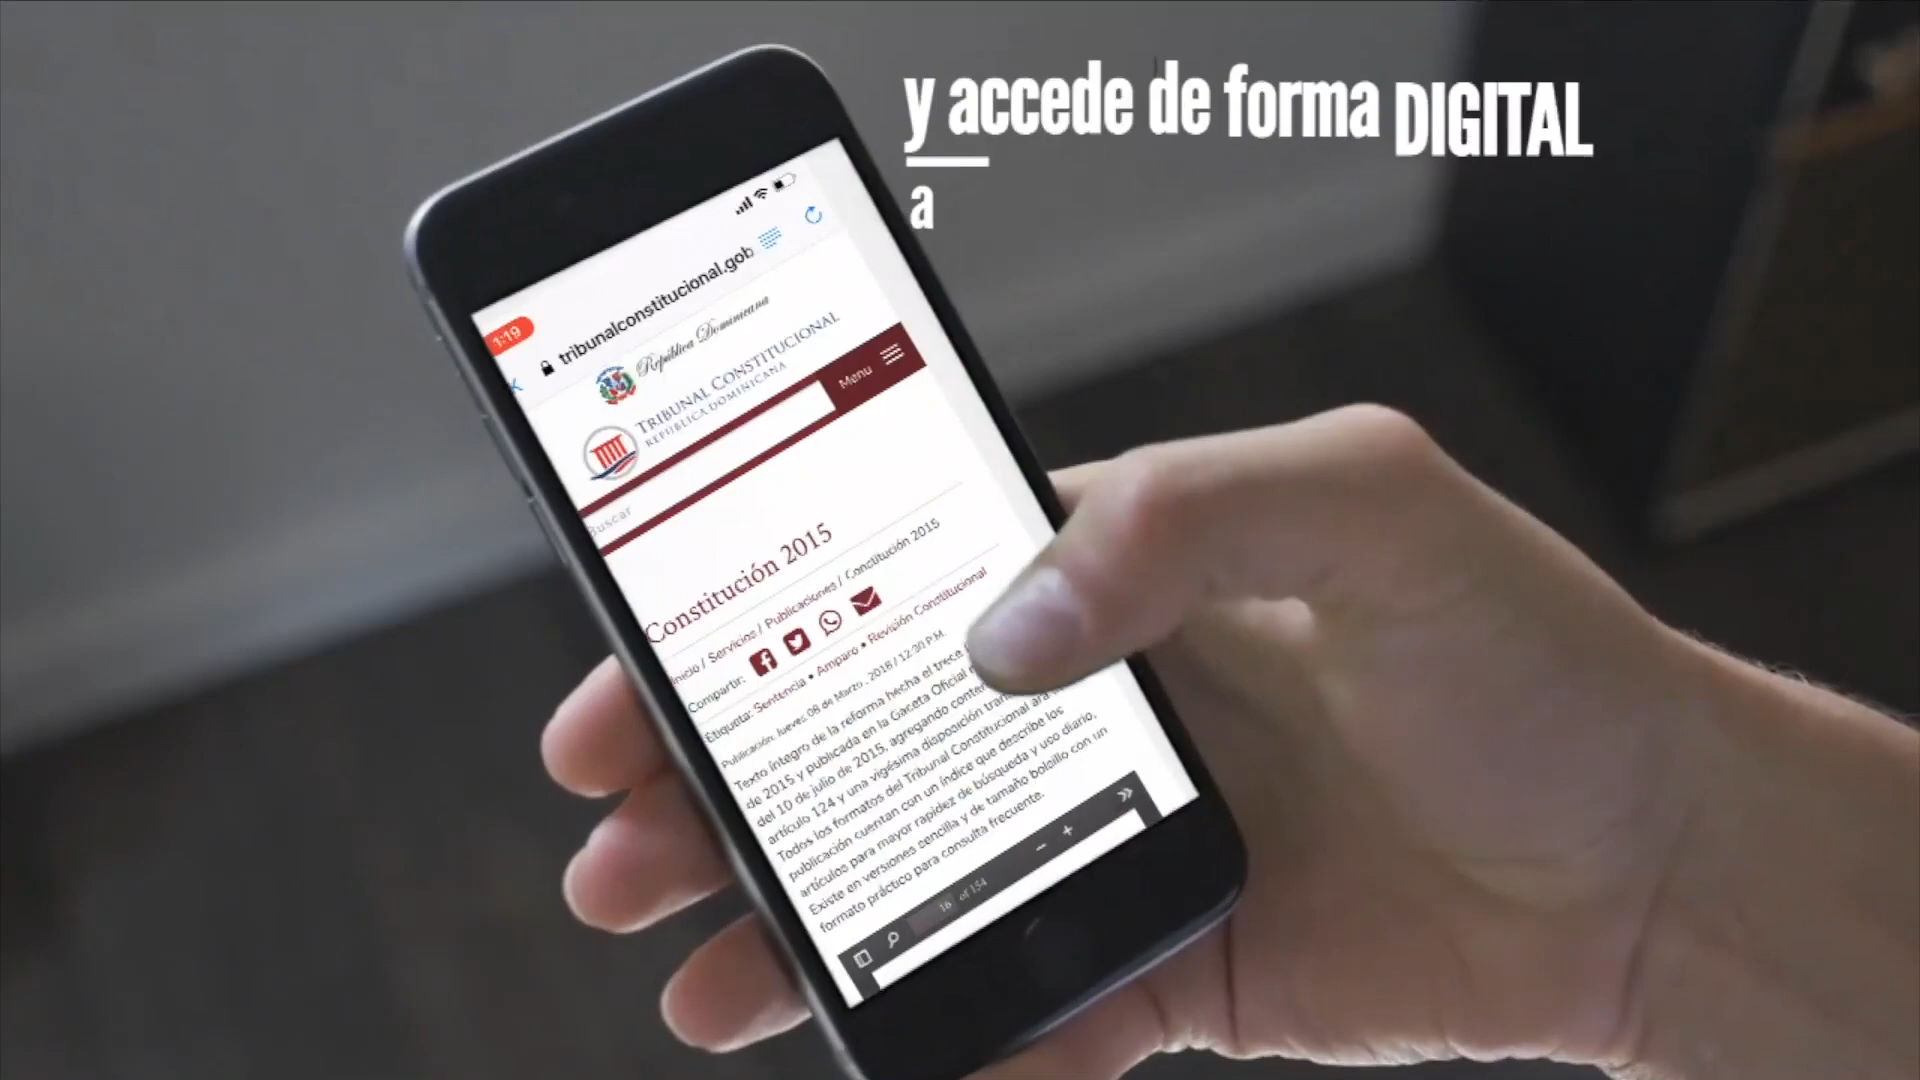 y accede de forma DIGITAL
a
1:19
tribunalconstitucional.gob
República Dominicana
TRIBUNAL CONSTITUCIONAL
REPÚBLICA DOMINICANA
Menu
Buscar
Constitución 2015
Inicio / Servicios / Publicaciones / Constitución 2015
Compartir:
Etiqueta: Sentencia • Amparo • Revisión Constitucional
Publicación: Jueves 08 de Marzo, 2018 / 12:30 P.M.
Texto íntegro de la reforma hecha el trece
de 2015 y publicada en la Gaceta Oficial
del 10 de julio de 2015, agregando
artículo 124 y una vigésima disposición
Todos los formatos del Tribunal Constitucional
publicación cuentan con un índice que describe los
artículos para mayor rapidez de búsqueda y uso diario.
Existe en versiones sencilla y de tamaño bolsillo con un
formato práctico para consulta frecuente.
16 of 154